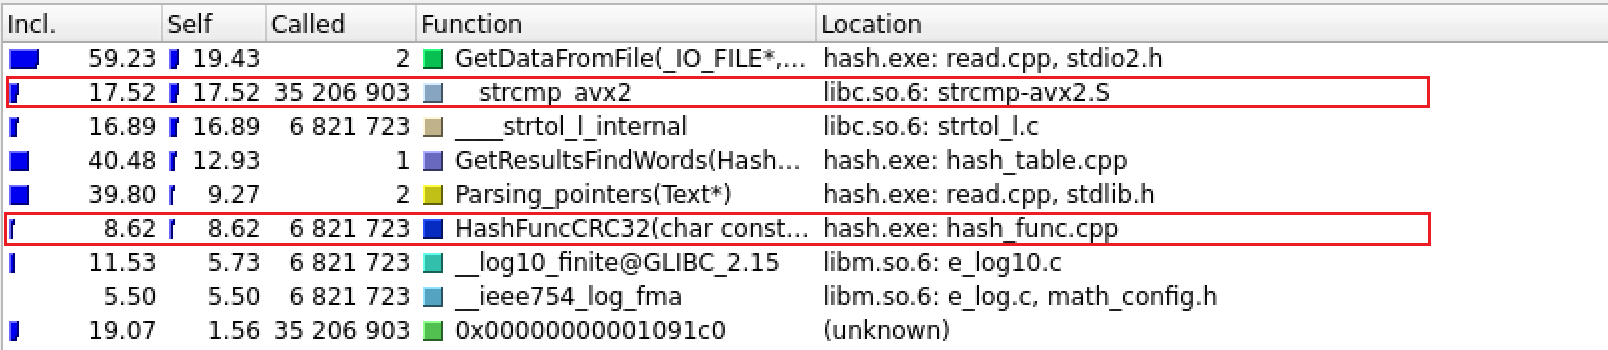 Incl. Self Called Function Location
59.23 19.43 2 GetDataFromFile(_IO_FILE*,... hash.exe: read.cpp, stdio2.h
17.52 17.52 35 206 903 __strcmp_avx2 libc.so.6: strcmp-avx2.S
16.89 16.89 6 821 723 ____strtol_l_internal libc.so.6: strtol_l.c
40.48 12.93 1 GetResultsFindWords(Hash... hash.exe: hash_table.cpp
39.80 9.27 2 Parsing_pointers(Text*) hash.exe: read.cpp, stdlib.h
8.62 8.62 6 821 723 HashFuncCRC32(char const... hash.exe: hash_func.cpp
11.53 5.73 6 821 723 __log10_finite@GLIBC_2.15 libm.so.6: e_log10.c
5.50 5.50 6 821 723 __ieee754_log_fma libm.so.6: e_log.c, math_config.h
19.07 1.56 35 206 903 0x00000000001091c0 (unknown)